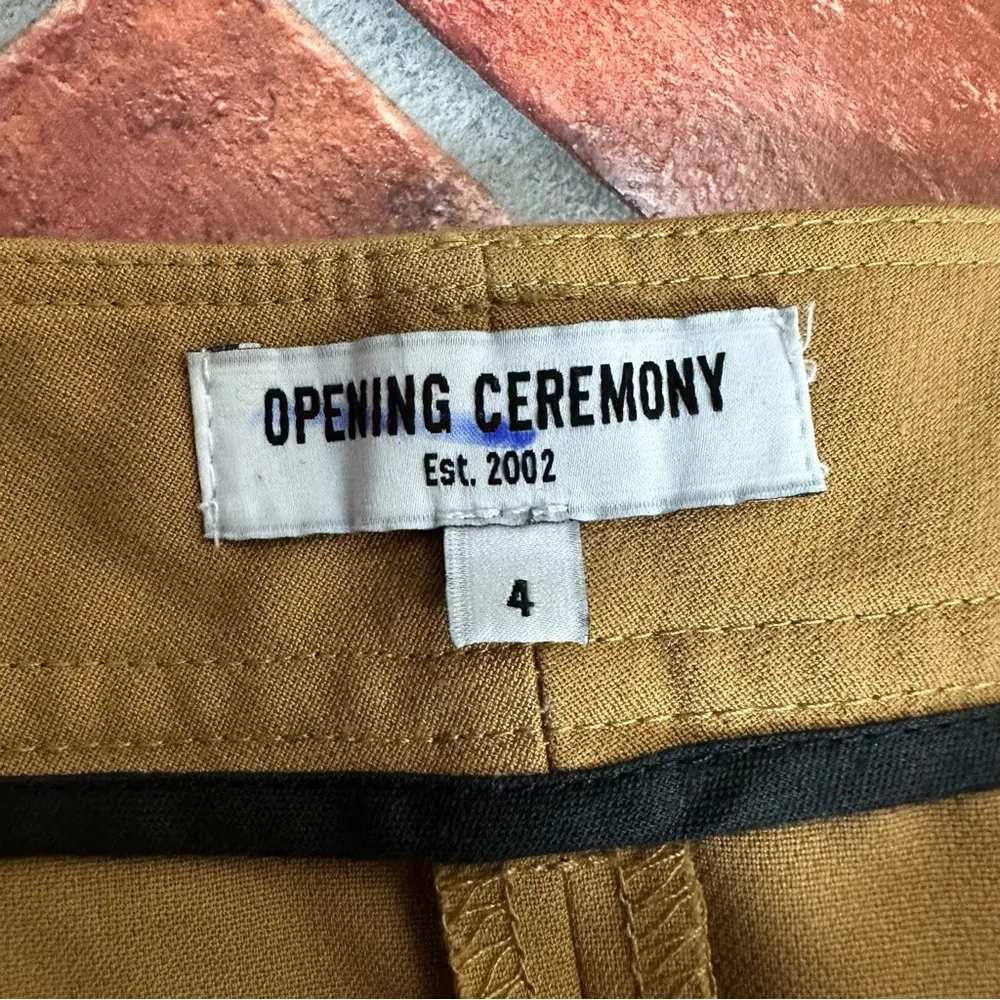 OPENING CEREMONY
Est. 2002
4